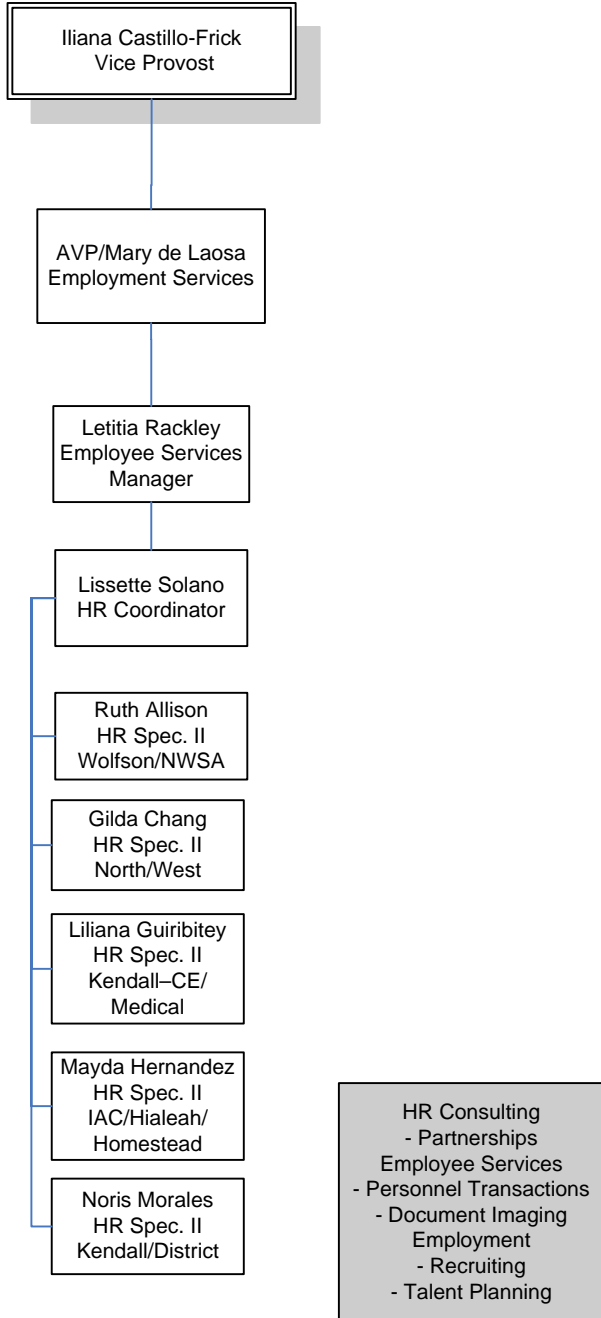 Iliana Castillo-Frick
Vice Provost
AVP/Mary de Laosa
Employment Services
Letitia Rackley
Employee Services
Manager
Lissette Solano
HR Coordinator
Ruth Allison
HR Spec. II
Wolfson/NWSA
Gilda Chang
HR Spec. II
North/West
Liliana Guiribitey
HR Spec. II
Kendall–CE/
Medical
Mayda Hernandez
HR Spec. II
IAC/Hialeah/
Homestead
Noris Morales
HR Spec. II
Kendall/District
HR Consulting
- Partnerships
Employee Services
- Personnel Transactions
- Document Imaging
Employment
- Recruiting
- Talent Planning